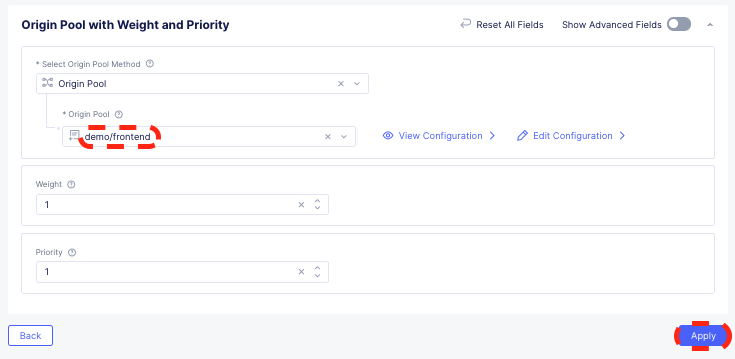 Origin Pool with Weight and Priority Reset All Fields Show Advanced Fields
* Select Origin Pool Method
Origin Pool
* Origin Pool
demo/frontend View Configuration Edit Configuration
Weight
1
Priority
1
Back Apply